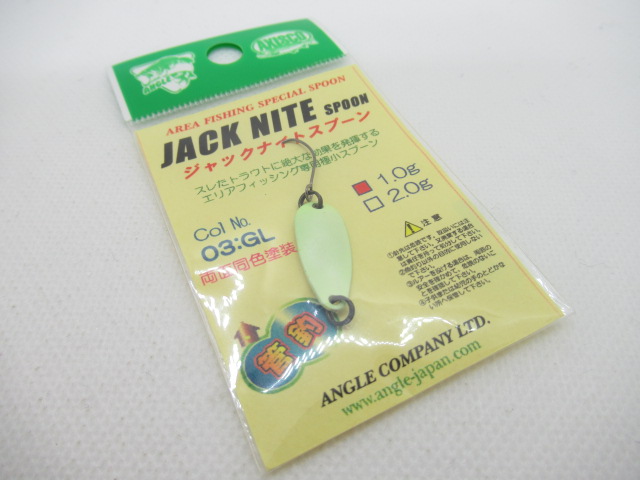 ANGLE
AKIACO
AREA FISHING SPECIAL SPOON
JACK NITE SPOON
ジャックナイトスプーン
スレたトラウトに絶大な効果を発揮する
エリアフィッシング専用極小スプーン
1.0g
2.0g
Col No.
03:GL
両面同色塗装
注意
管釣
ANGLE COMPANY LTD.
www.angle-japan.com